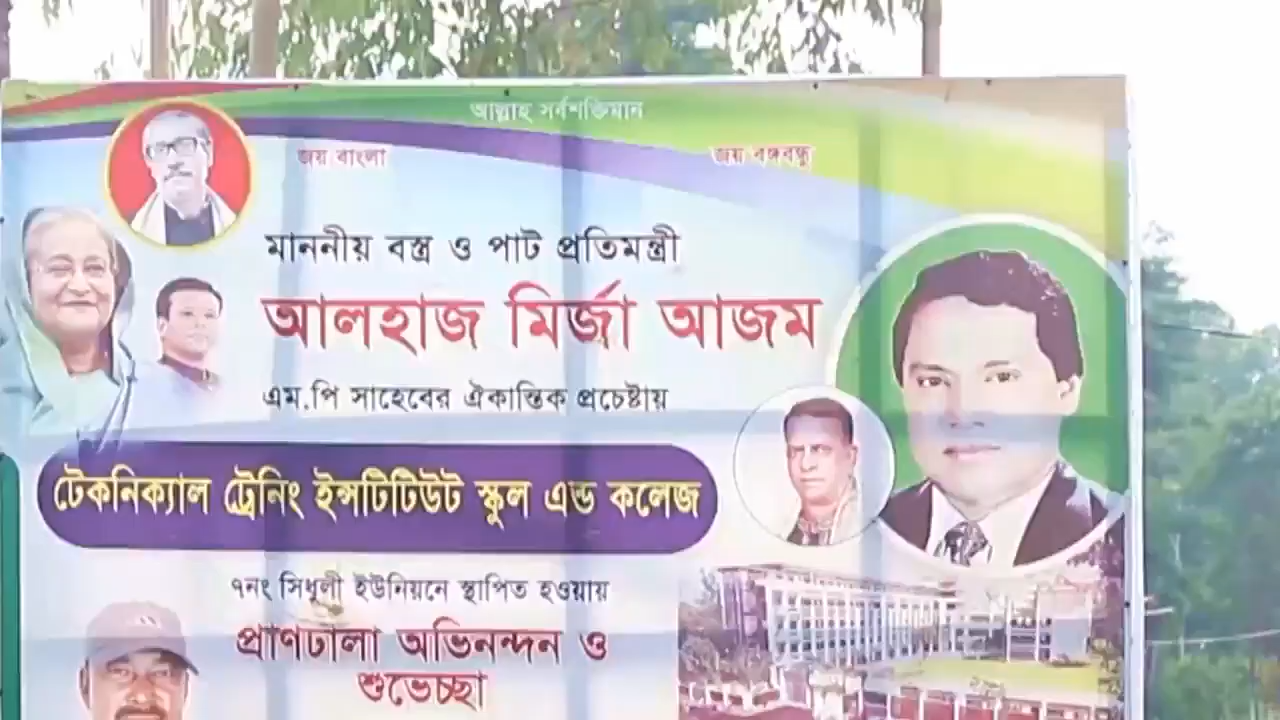 আল্লাহ সর্বশক্তিমান
জয় বাংলা
জয় বঙ্গবন্ধু
মাননীয় বস্ত্র ও পাট প্রতিমন্ত্রী
আলহাজ মির্জা আজম
এম.পি সাহেবের ঐকান্তিক প্রচেষ্টায়
টেকনিক্যাল ট্রেনিং ইন্সটিটিউট স্কুল এন্ড কলেজ
৭নং সিধুলী ইউনিয়নে স্থাপিত হওয়ায়
প্রাণঢালা অভিনন্দন ও
শুভেচ্ছা